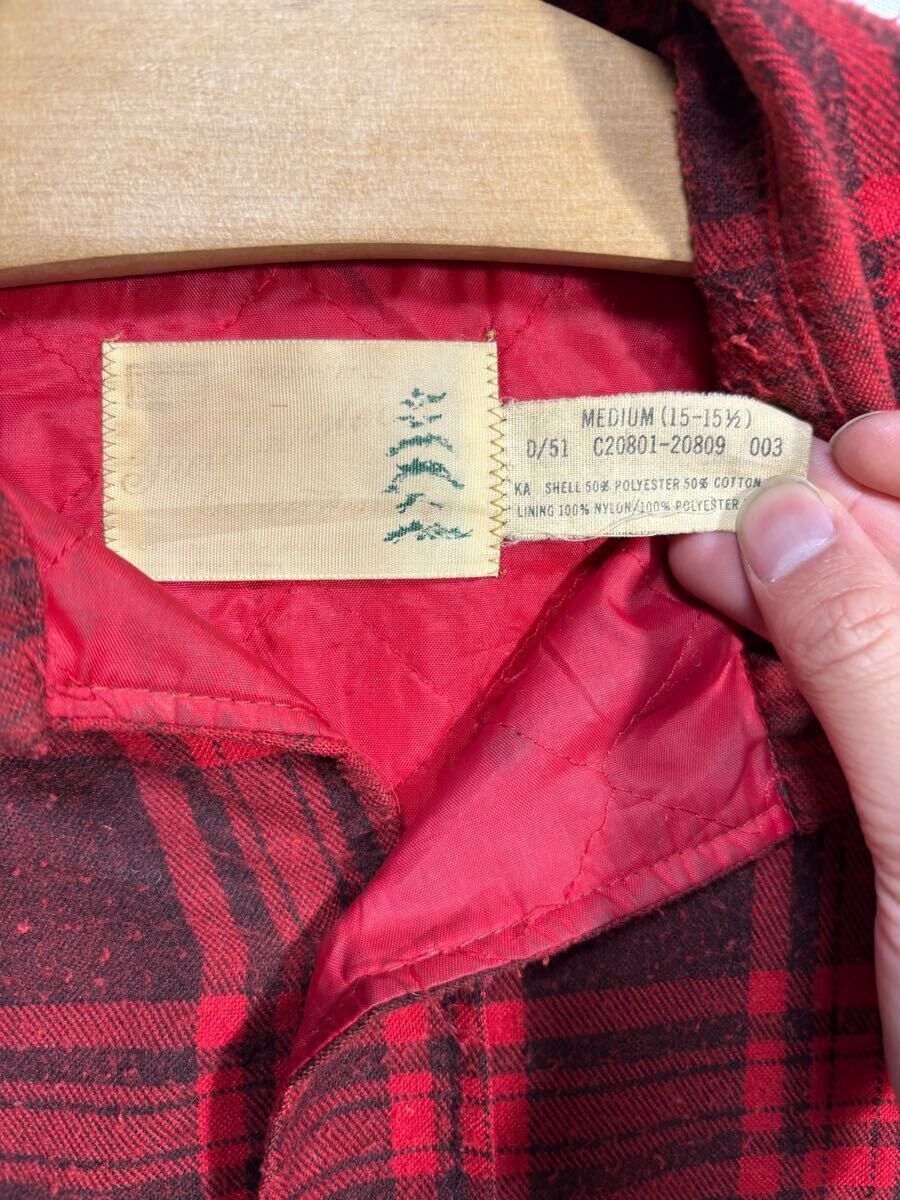 MEDIUM (15-15½)
D/51 C20801-20809 003
KA SHELL 50% POLYESTER 50% COTTON
LINING 100% NYLON/100% POLYESTER